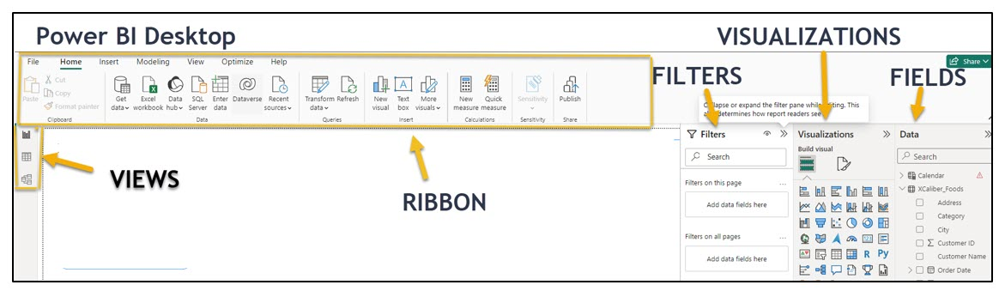 Power BI Desktop
VISUALIZATIONS
File Home Insert Modeling View Optimize Help
Share
Paste
Cut
Copy
Format painter
Clipboard
Get data
Excel workbook
Data hub
SQL Server
Enter data
Dataverse
Recent sources
Data
Transform data
Refresh
Queries
New visual
Text box
More visuals
Insert
New measure
Quick measure
Calculations
Sensitivity
Sensitivity
Publish
Share
FILTERS
FIELDS
Collapse or expand the filter pane while editing. This
also determines how report readers see
VIEWS
RIBBON
Filters
Search
Filters on this page ...
Add data fields here
Filters on all pages ...
Add data fields here
Visualizations
Build visual
123
R Py
Data
Search
Calendar
XCaliber_Foods
Address
Category
City
Σ Customer ID
Customer Name
Order Date